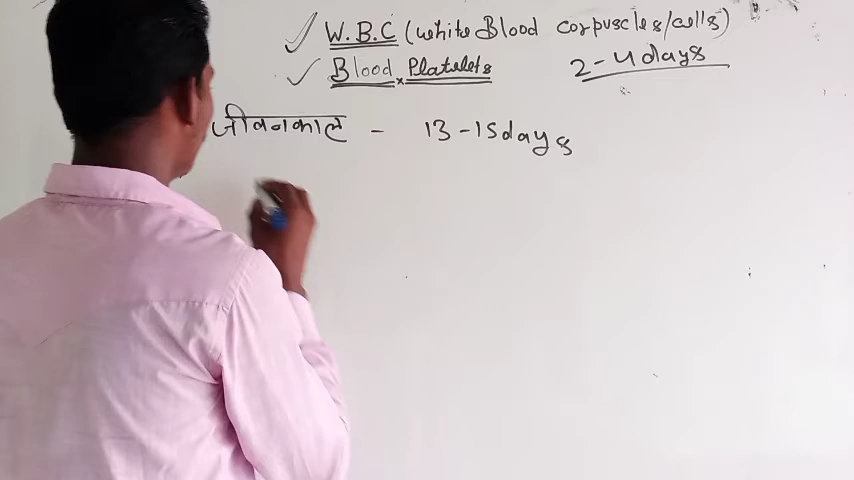 W.B.C (white Blood corpuscles/cells)
Blood Platelets 2-4 days
जीवनकाल - 13-15 days